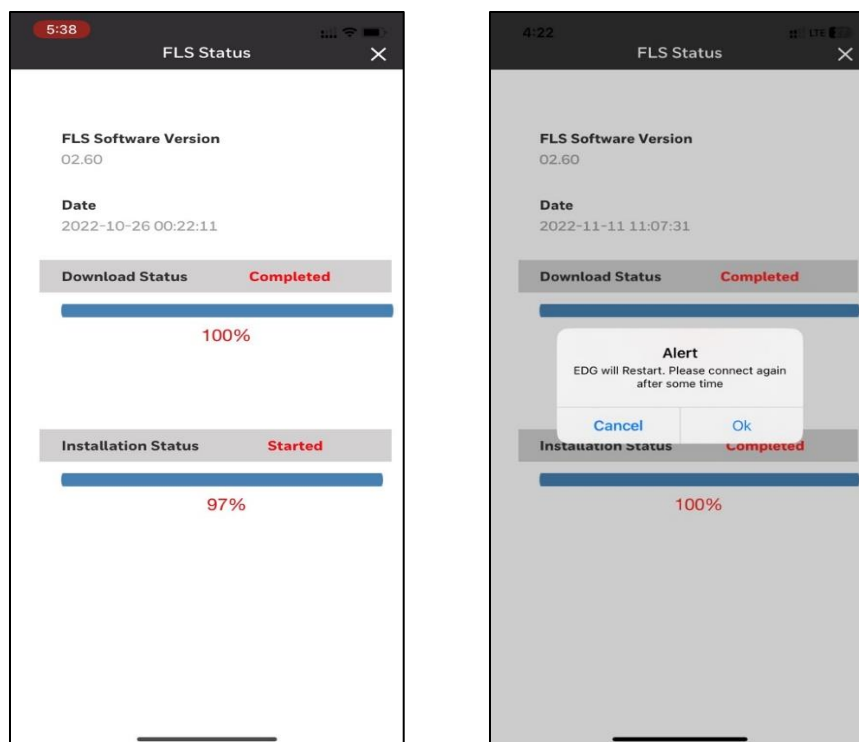 5:38
FLS Status
FLS Software Version
02.60
Date
2022-10-26 00:22:11
Download Status Completed
100%
Installation Status Started
97%
4:22
LTE
FLS Status
FLS Software Version
02.60
Date
2022-11-11 11:07:31
Download Status Completed
Alert
EDG will Restart. Please connect again
after some time
Cancel Ok
Installation Status Completed
100%